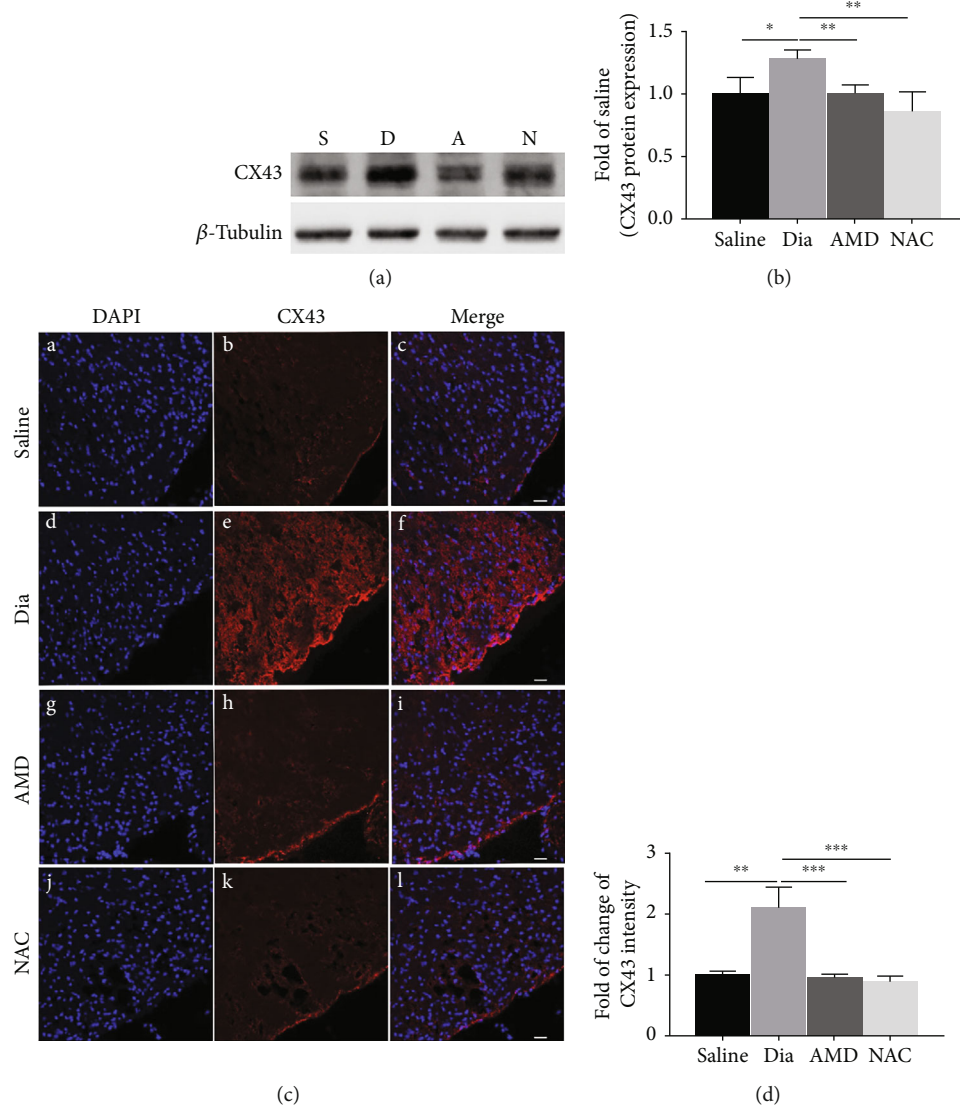 S D A N
CX43
β-Tubulin
(a)
* ** **
Fold of saline
(CX43 protein expression)
1.5
1.0
0.5
0.0
Saline Dia AMD NAC
(b)
DAPI CX43 Merge
Saline
a b c
Dia
d e f
AMD
g h i
NAC
j k l
(c)
** *** ***
Fold of change of
CX43 intensity
3
2
1
0
Saline Dia AMD NAC
(d)